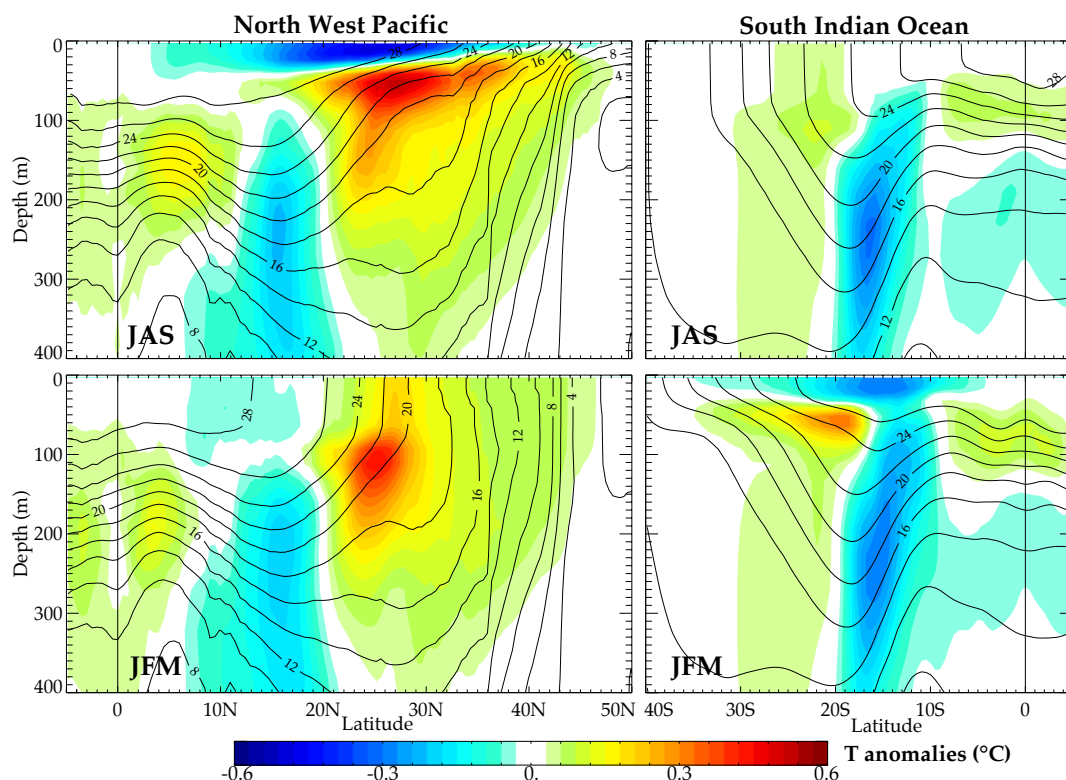 North West Pacific
South Indian Ocean
0
100
200
300
400
Depth (m)
28
24
20
16
12
8
4
24
20
16
12
8
JAS
28
24
20
16
12
JAS
0
100
200
300
400
Depth (m)
28
24
20
16
12
8
4
20
16
12
8
JFM
24
20
16
12
JFM
0
10N
20N
30N
40N
50N
Latitude
40S
30S
20S
10S
0
Latitude
-0.6
-0.3
0.
0.3
0.6
T anomalies (°C)